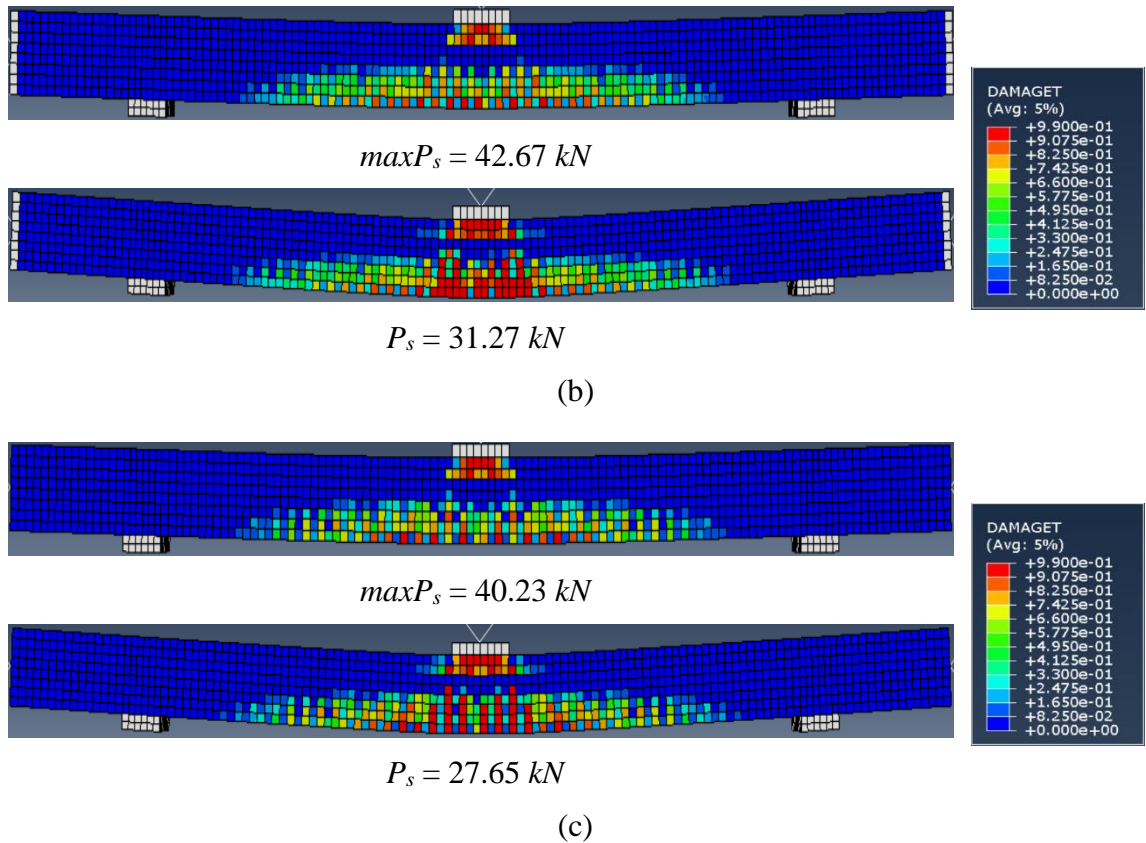 maxPs = 42.67 kN
DAMAGET
(Avg: 5%)
+9.900e-01
+9.075e-01
+8.250e-01
+7.425e-01
+6.600e-01
+5.775e-01
+4.950e-01
+4.125e-01
+3.300e-01
+2.475e-01
+1.650e-01
+8.250e-02
+0.000e+00
Ps = 31.27 kN
(b)
maxPs = 40.23 kN
DAMAGET
(Avg: 5%)
+9.900e-01
+9.075e-01
+8.250e-01
+7.425e-01
+6.600e-01
+5.775e-01
+4.950e-01
+4.125e-01
+3.300e-01
+2.475e-01
+1.650e-01
+8.250e-02
+0.000e+00
Ps = 27.65 kN
(c)